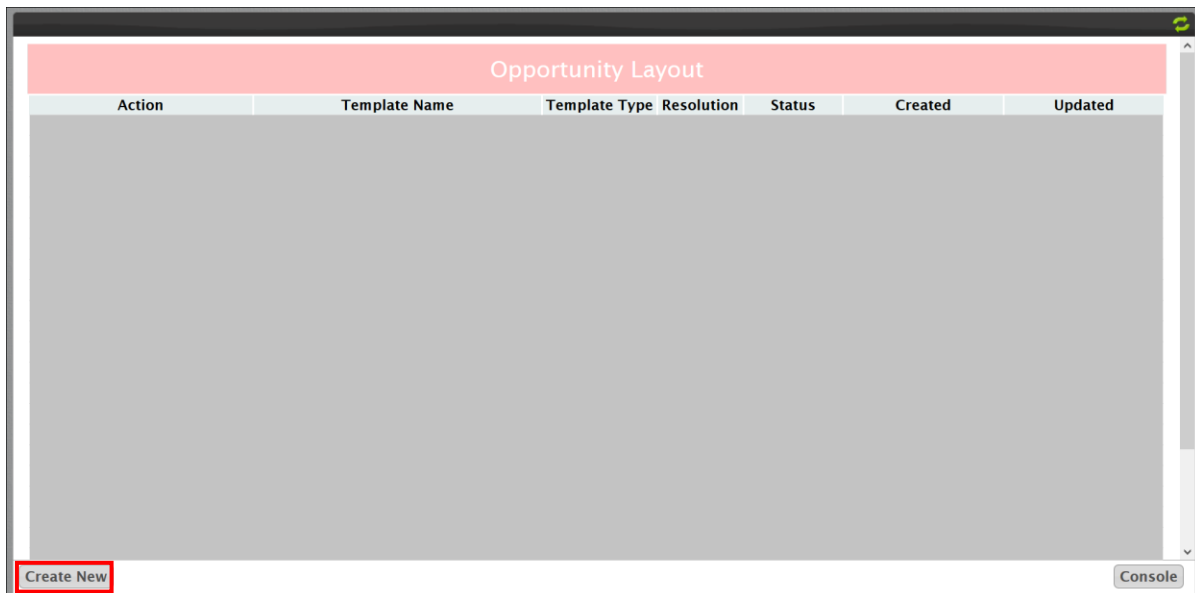 Opportunity Layout
Action Template Name Template Type Resolution Status Created Updated
Create New Console